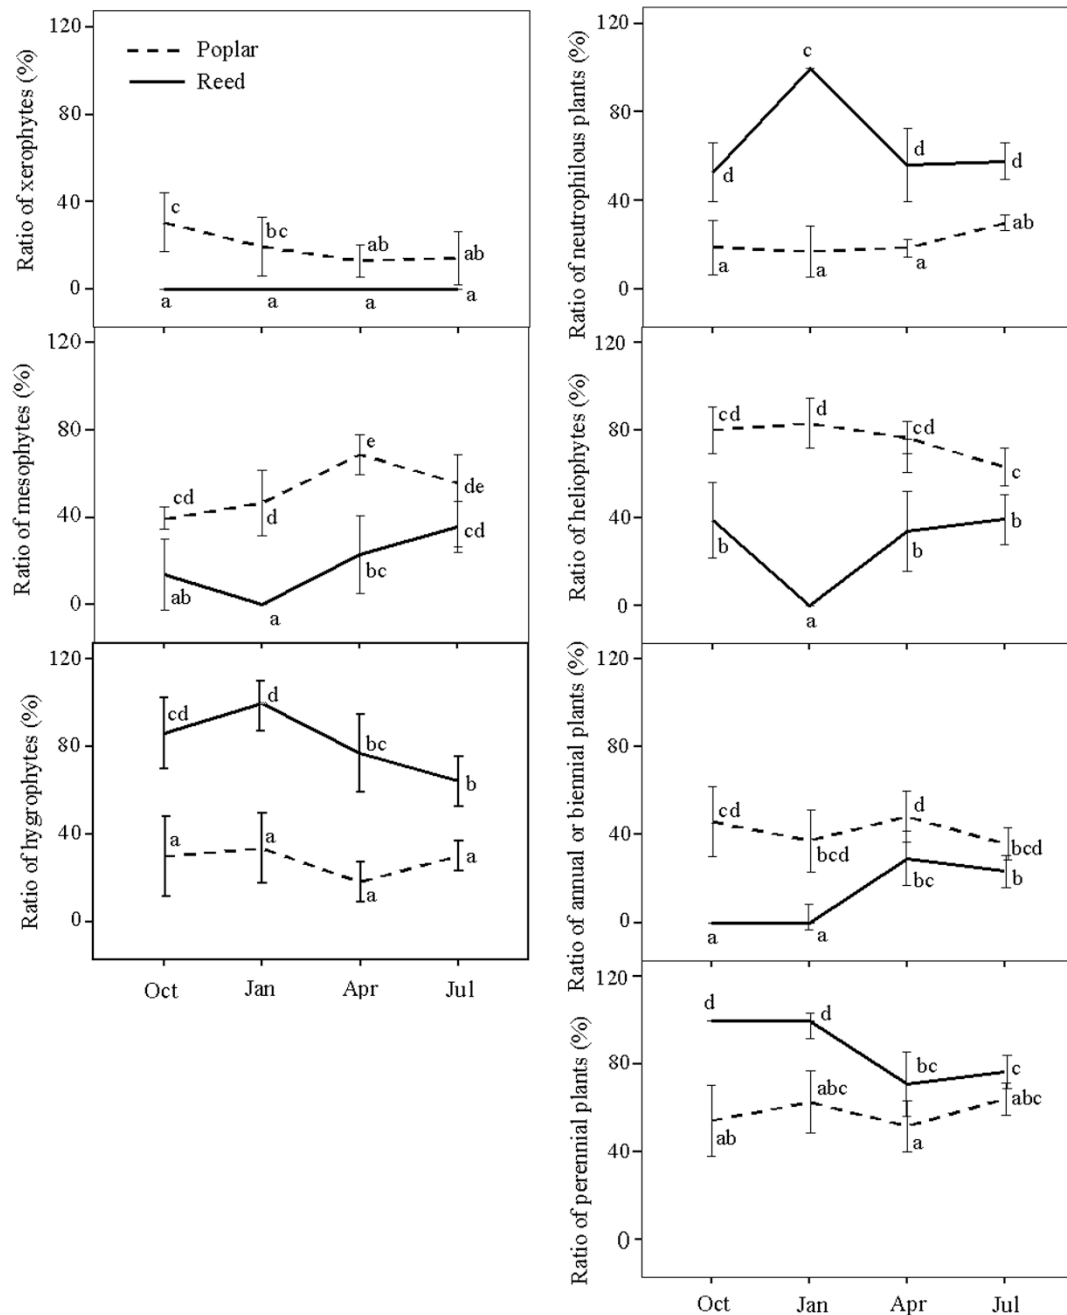 Ratio of xerophytes (%)
120
80
40
0
Poplar
Reed
c
bc
ab
ab
a
a
a
a
Ratio of mesophytes (%)
120
80
40
0
cd
d
e
de
ab
a
bc
cd
Ratio of hygrophytes (%)
120
80
40
0
cd
d
bc
b
a
a
a
a
Oct
Jan
Apr
Jul
Ratio of neutrophilous plants (%)
120
80
40
0
d
c
d
d
a
a
a
ab
Ratio of heliophytes (%)
120
80
40
0
cd
d
cd
c
b
a
b
b
Ratio of annual or biennial plants (%)
120
80
40
0
cd
bcd
d
bcd
a
a
bc
b
Ratio of perennial plants (%)
120
80
40
0
d
d
bc
c
ab
abc
a
abc
Oct
Jan
Apr
Jul